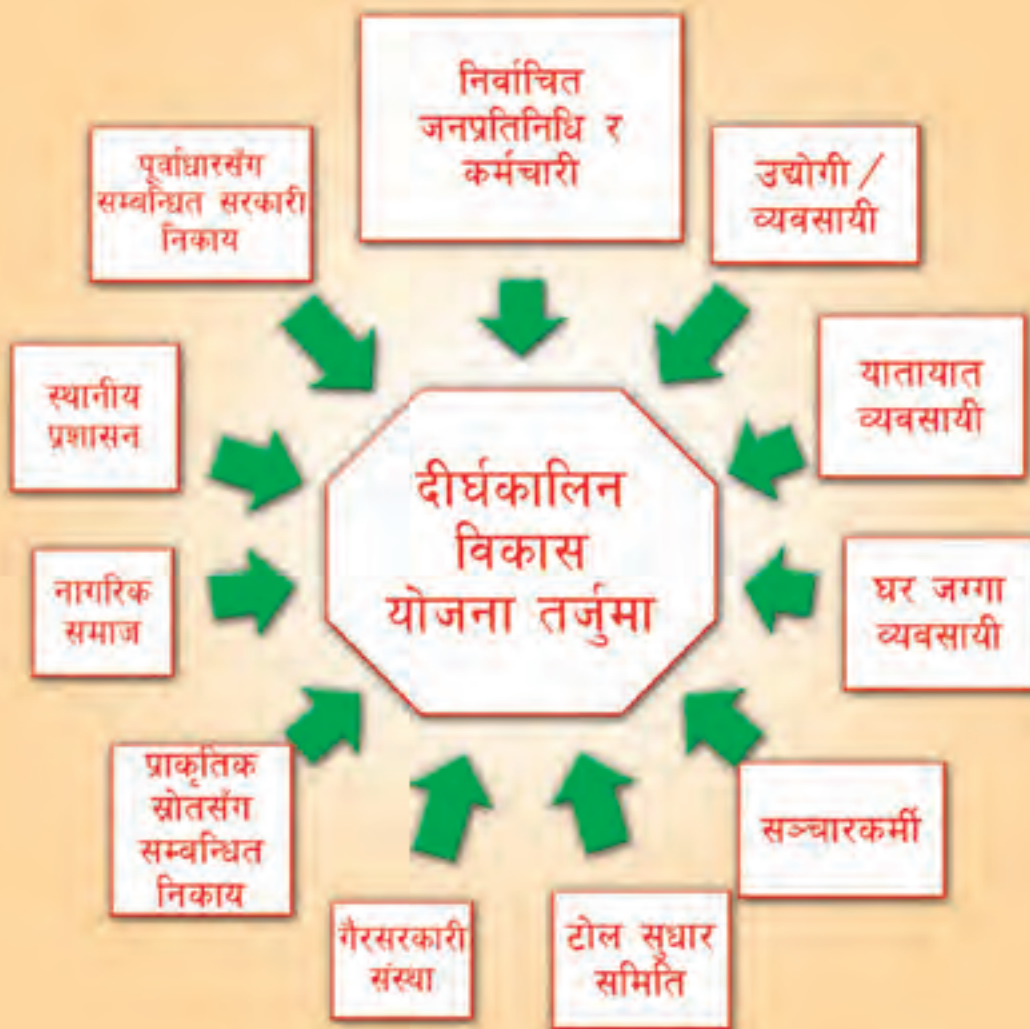 निर्वाचित
जनप्रतिनिधि र
कर्मचारी
पूर्वाधारसँग
सम्बन्धित सरकारी
निकाय
उद्योगी /
व्यवसायी
स्थानीय
प्रशासन
यातायात
व्यवसायी
दीर्घकालिन
विकास
योजना तर्जुमा
नागरिक
समाज
घर जग्गा
व्यवसायी
प्राकृतिक
स्रोतसँग
सम्बन्धित
निकाय
सञ्चारकर्मी
गैरसरकारी
संस्था
टोल सुधार
समिति